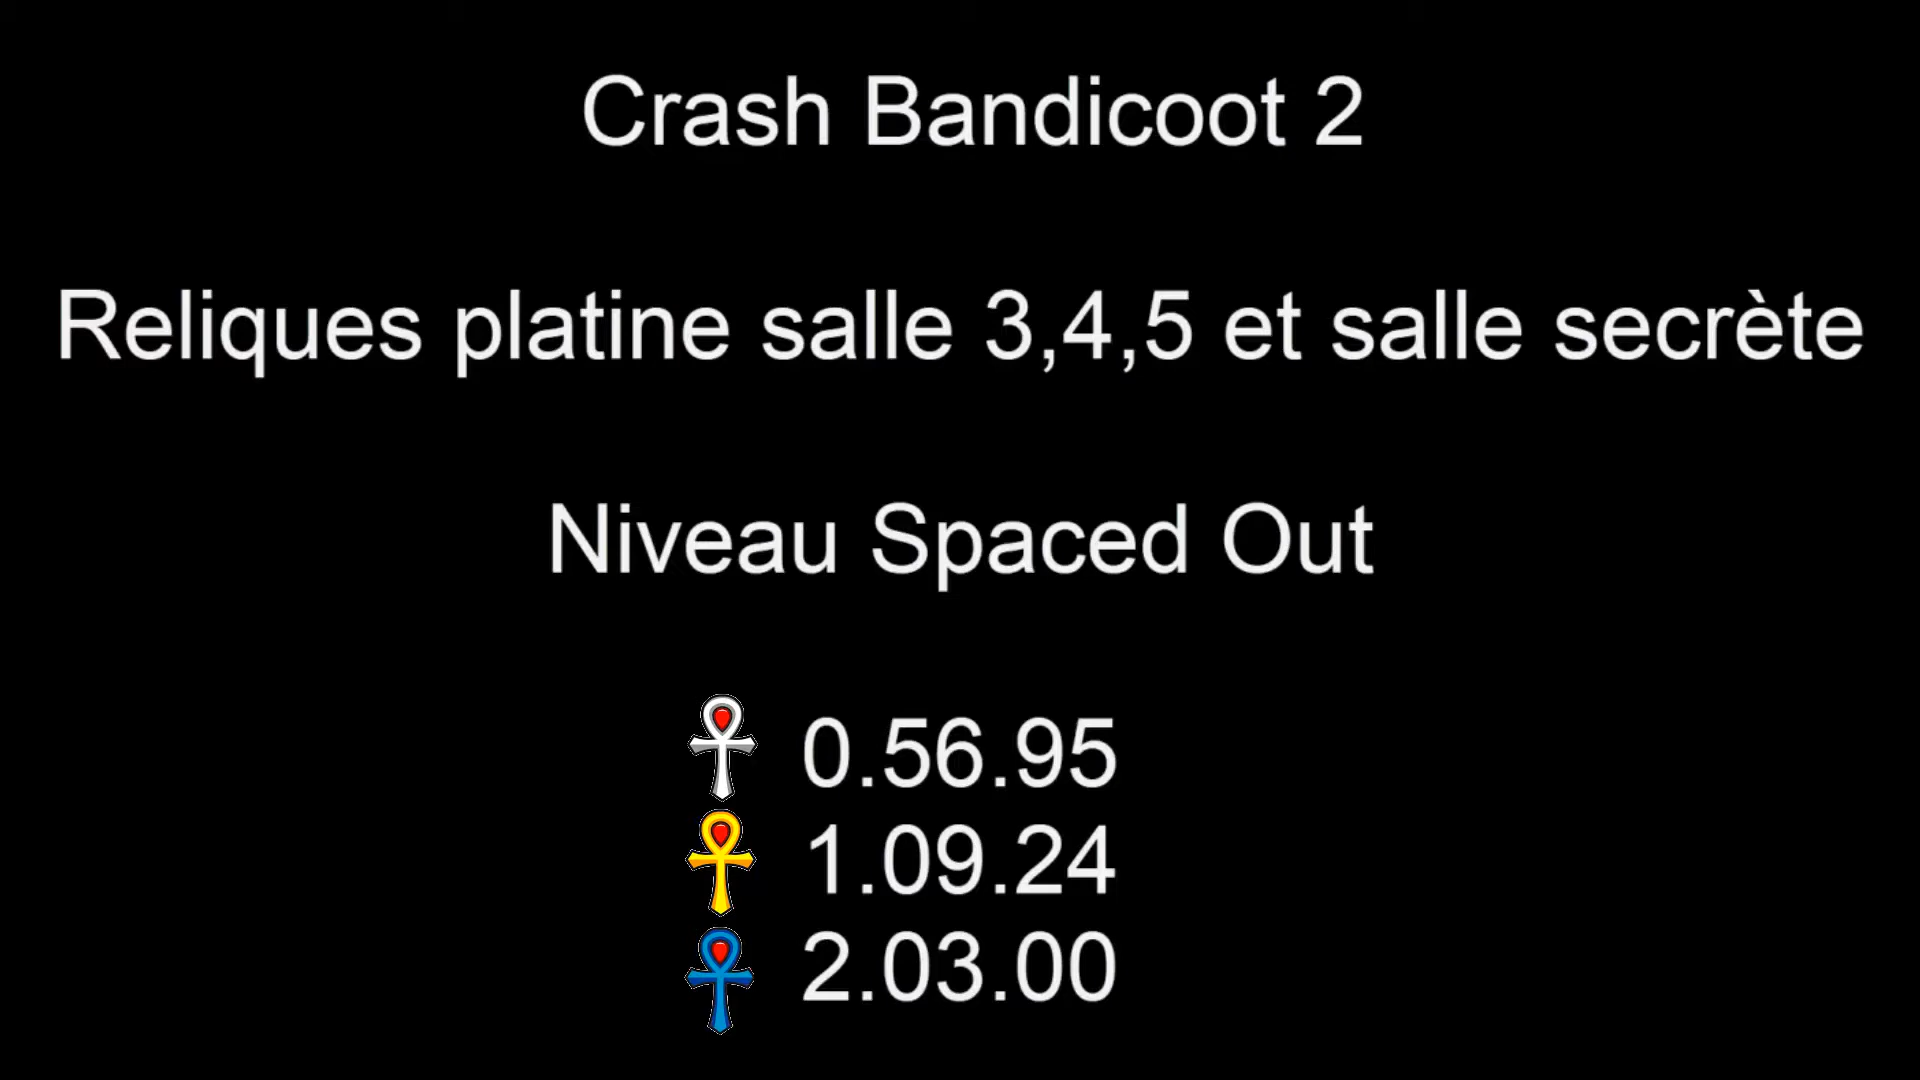 Crash Bandicoot 2
Reliques platine salle 3,4,5 et salle secrète
Niveau Spaced Out
0.56.95
1.09.24
2.03.00